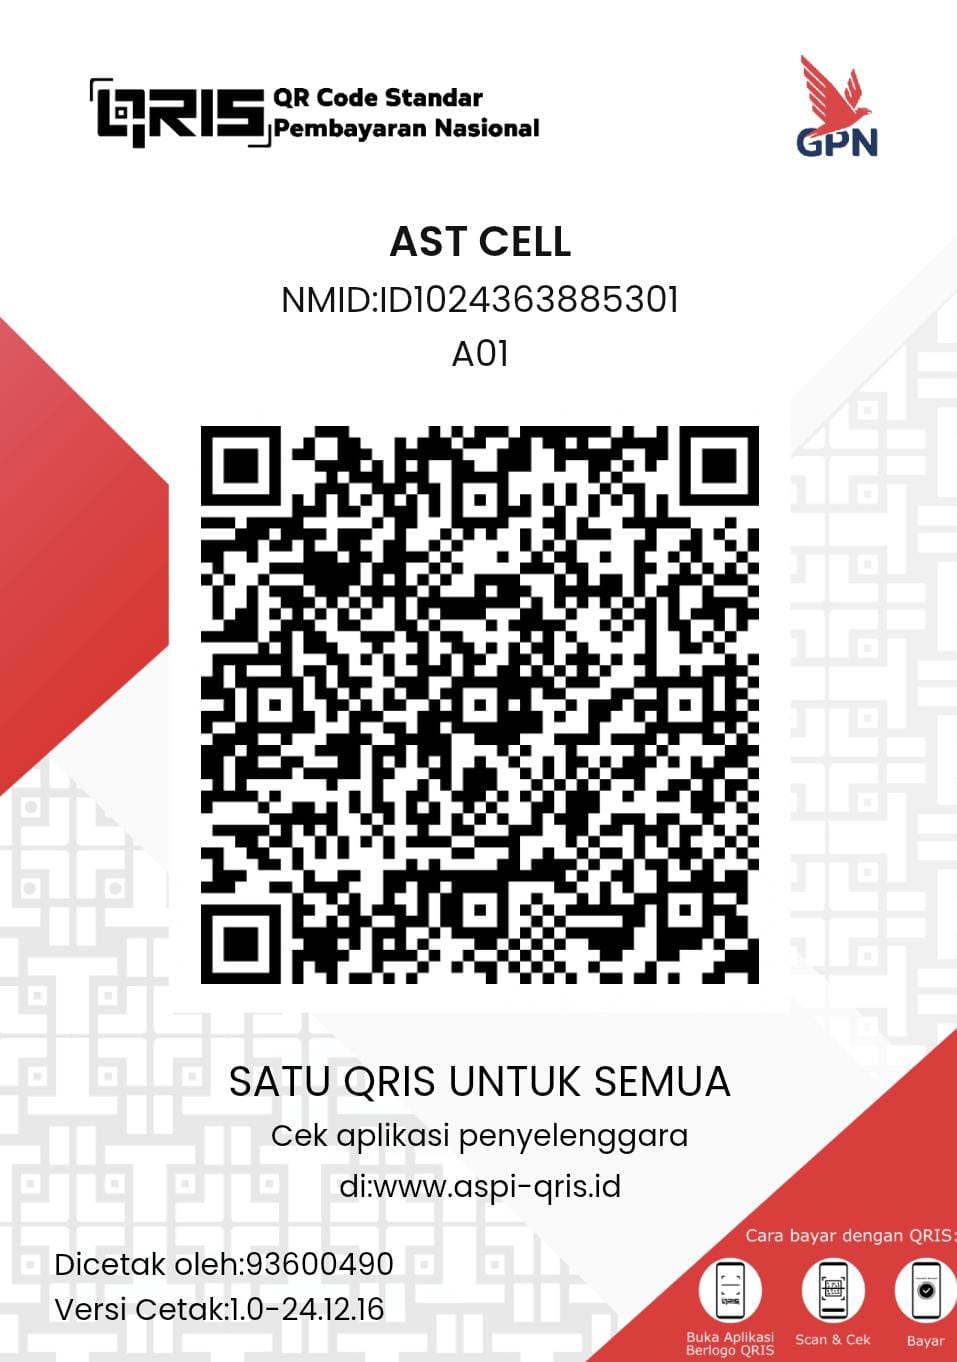 QRIS QR Code Standar
Pembayaran Nasional
GPN
AST CELL
NMID:ID1024363885301
A01
SATU QRIS UNTUK SEMUA
Cek aplikasi penyelenggara
di:www.aspi-qris.id
Dicetak oleh:93600490
Versi Cetak:1.0-24.12.16
Cara bayar dengan QRIS:
Buka Aplikasi
Berlogo QRIS
Scan & Cek
Bayar